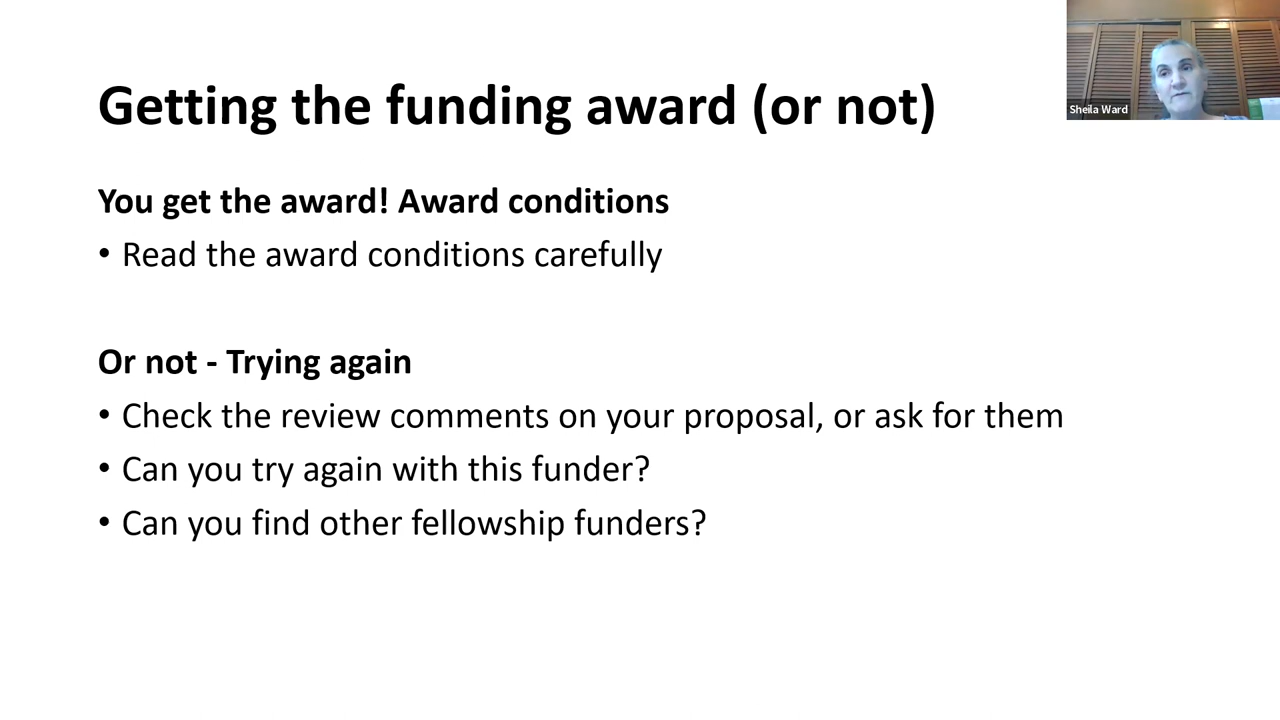 Getting the funding award (or not)
Sheila Ward
You get the award! Award conditions
• Read the award conditions carefully
Or not - Trying again
• Check the review comments on your proposal, or ask for them
• Can you try again with this funder?
• Can you find other fellowship funders?